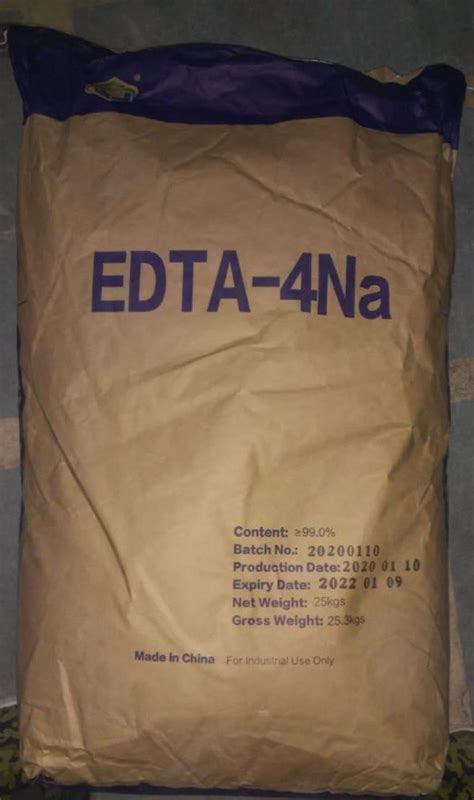 EDTA-4Na
Content: ≥99.0%
Batch No.: 20200110
Production Date: 2020 01 10
Expiry Date: 2022 01 09
Net Weight: 25kgs
Gross Weight: 25.3kgs
Made In China For Industrial Use Only